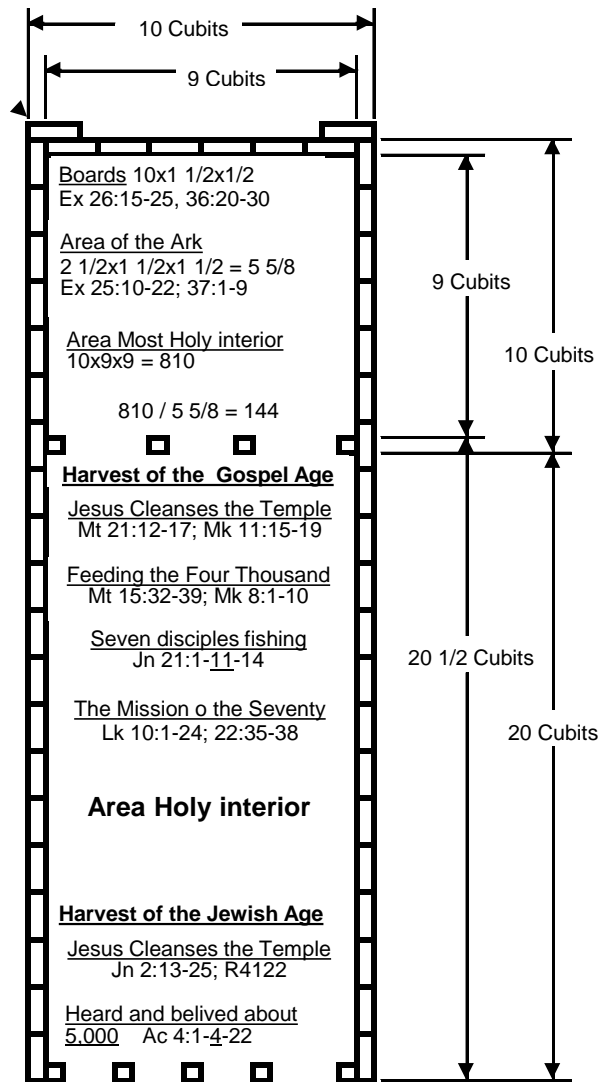 10 Cubits
9 Cubits
Boards 10x1 1/2x1/2
Ex 26:15-25, 36:20-30
Area of the Ark
2 1/2x1 1/2x1 1/2 = 5 5/8
Ex 25:10-22; 37:1-9
9 Cubits
Area Most Holy interior
10x9x9 = 810
10 Cubits
810 / 5 5/8 = 144
Harvest of the Gospel Age
Jesus Cleanses the Temple
Mt 21:12-17; Mk 11:15-19
Feeding the Four Thousand
Mt 15:32-39; Mk 8:1-10
Seven disciples fishing
Jn 21:1-11-14
20 1/2 Cubits
The Mission o the Seventy
Lk 10:1-24; 22:35-38
20 Cubits
Area Holy interior
Harvest of the Jewish Age
Jesus Cleanses the Temple
Jn 2:13-25; R4122
Heard and belived about
5,000 Ac 4:1-4-22